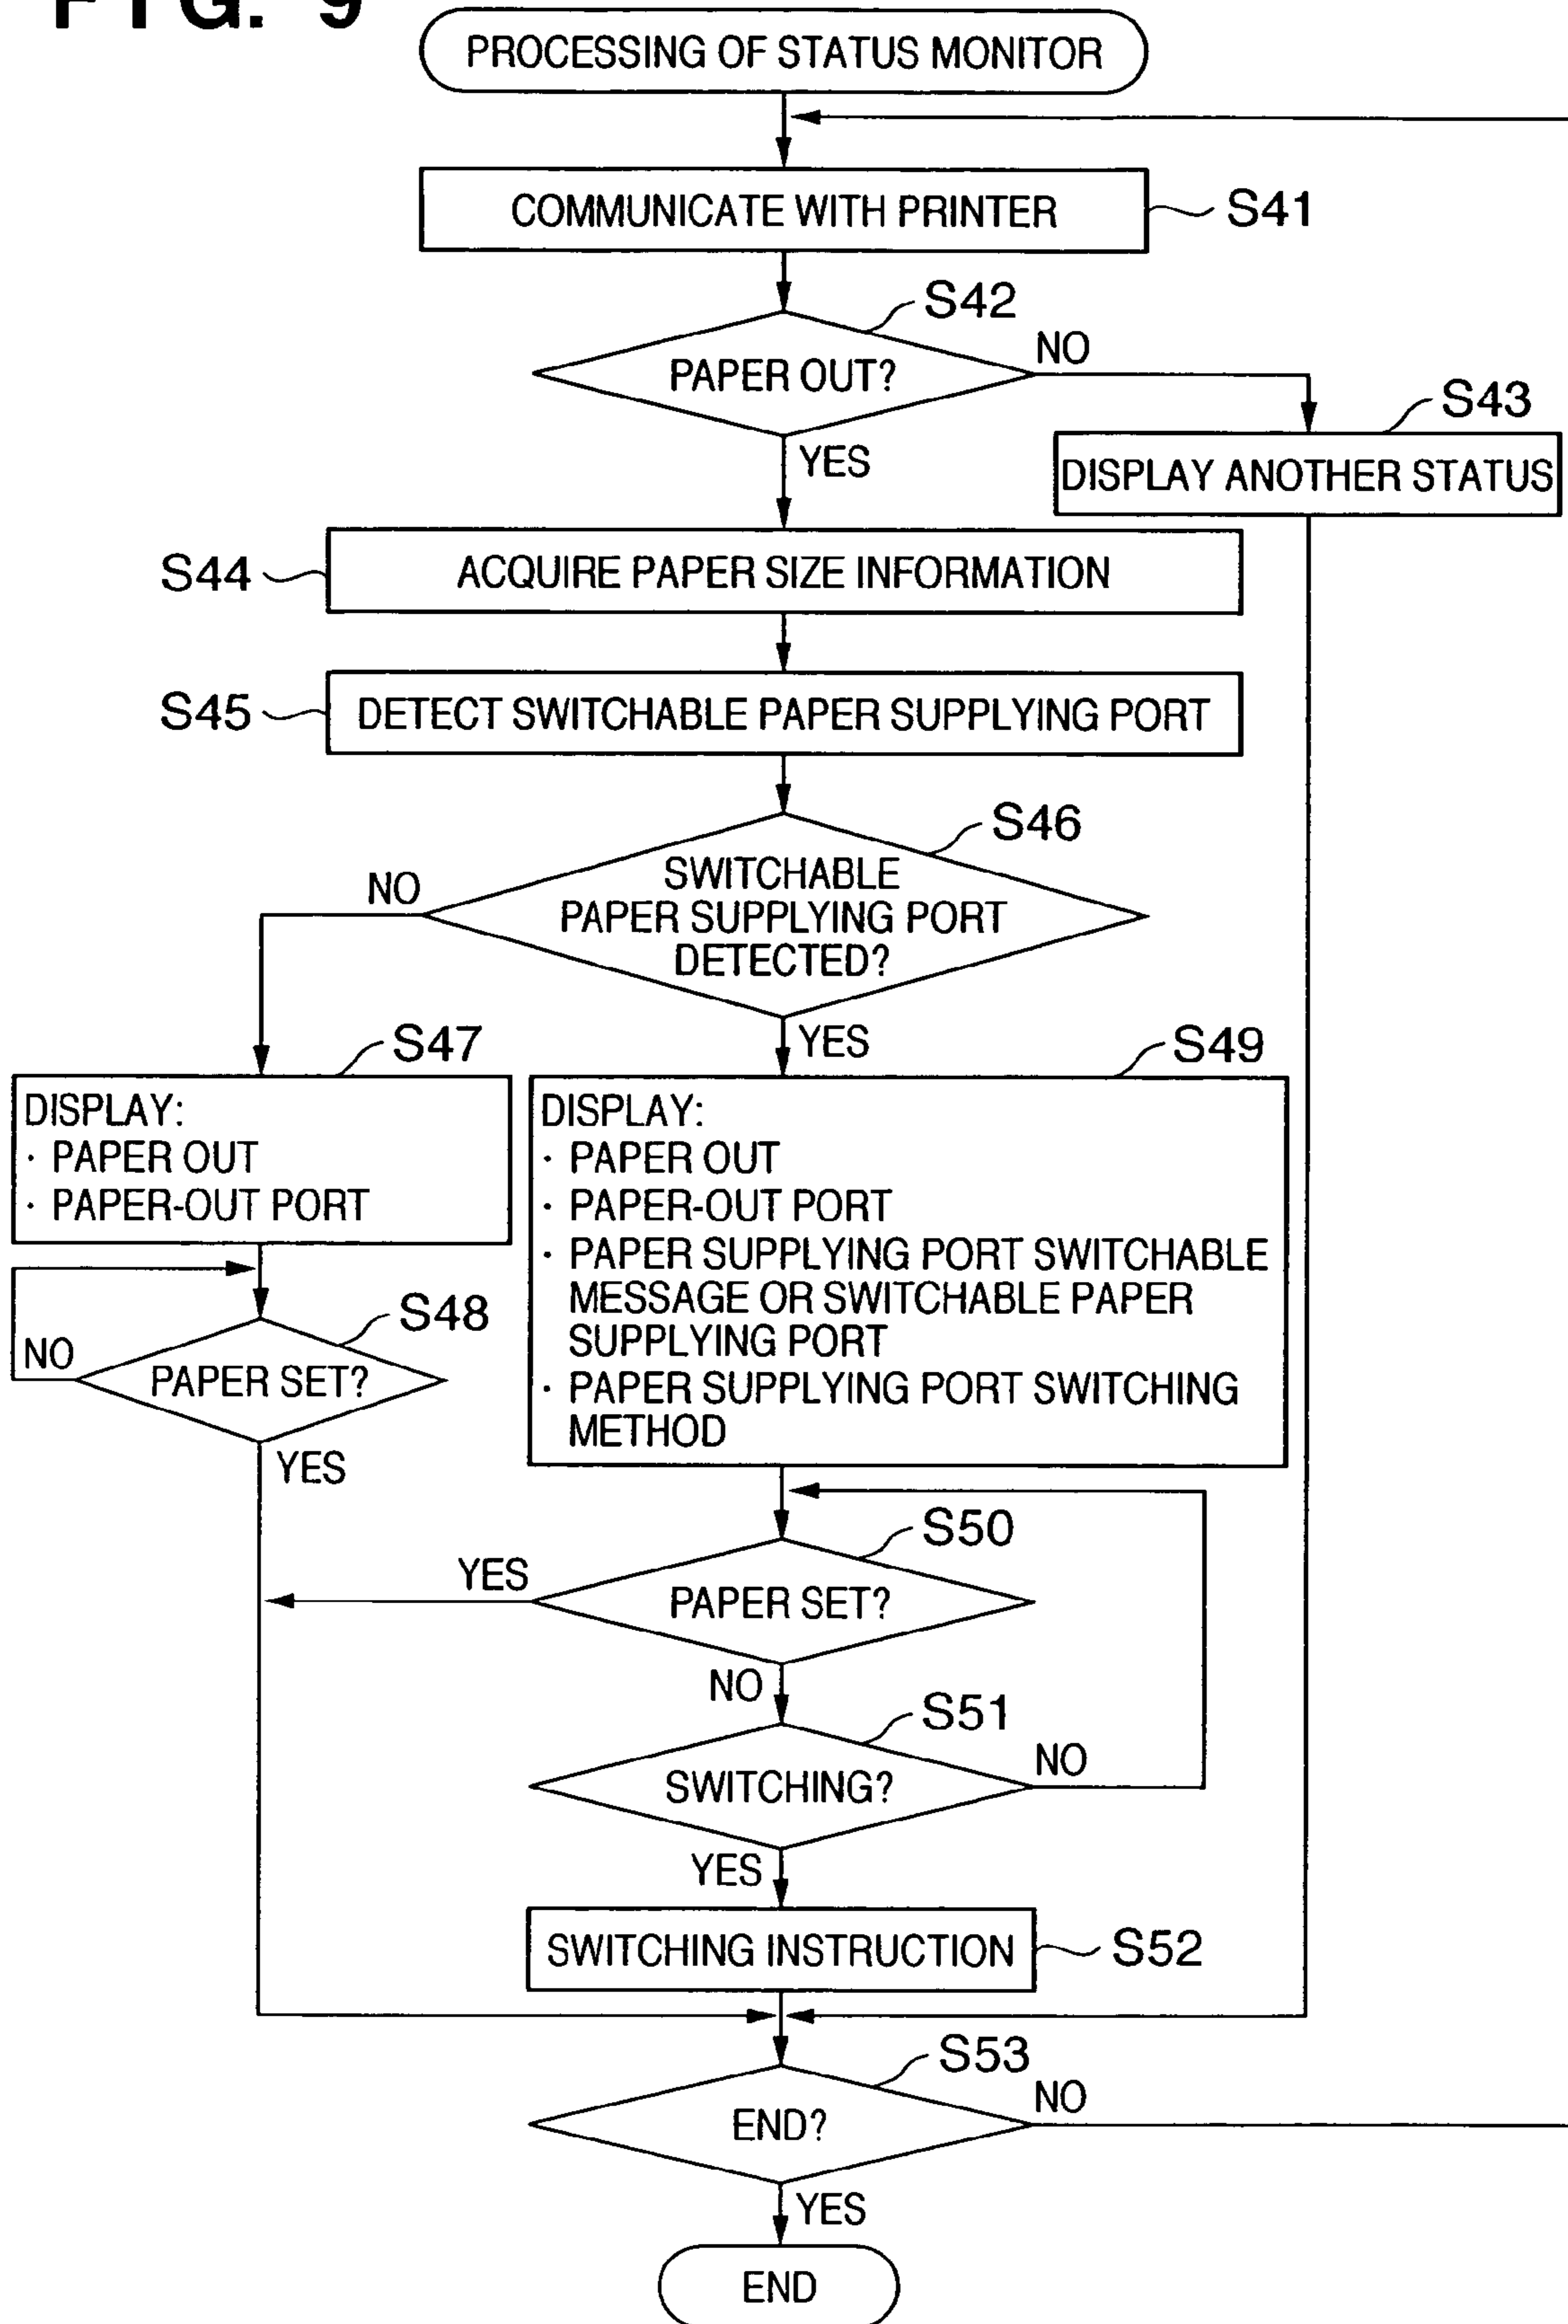 FIG. 9
PROCESSING OF STATUS MONITOR
COMMUNICATE WITH PRINTER
S41
S42
PAPER OUT?
NO
YES
S43
DISPLAY ANOTHER STATUS
S44
ACQUIRE PAPER SIZE INFORMATION
S45
DETECT SWITCHABLE PAPER SUPPLYING PORT
S46
SWITCHABLE
PAPER SUPPLYING PORT
DETECTED?
NO
YES
S47
DISPLAY:
· PAPER OUT
· PAPER-OUT PORT
S48
PAPER SET?
NO
YES
S49
DISPLAY:
· PAPER OUT
· PAPER-OUT PORT
· PAPER SUPPLYING PORT SWITCHABLE
MESSAGE OR SWITCHABLE PAPER
SUPPLYING PORT
· PAPER SUPPLYING PORT SWITCHING
METHOD
S50
YES
PAPER SET?
NO
S51
SWITCHING?
NO
YES
SWITCHING INSTRUCTION
S52
S53
END?
NO
YES
END